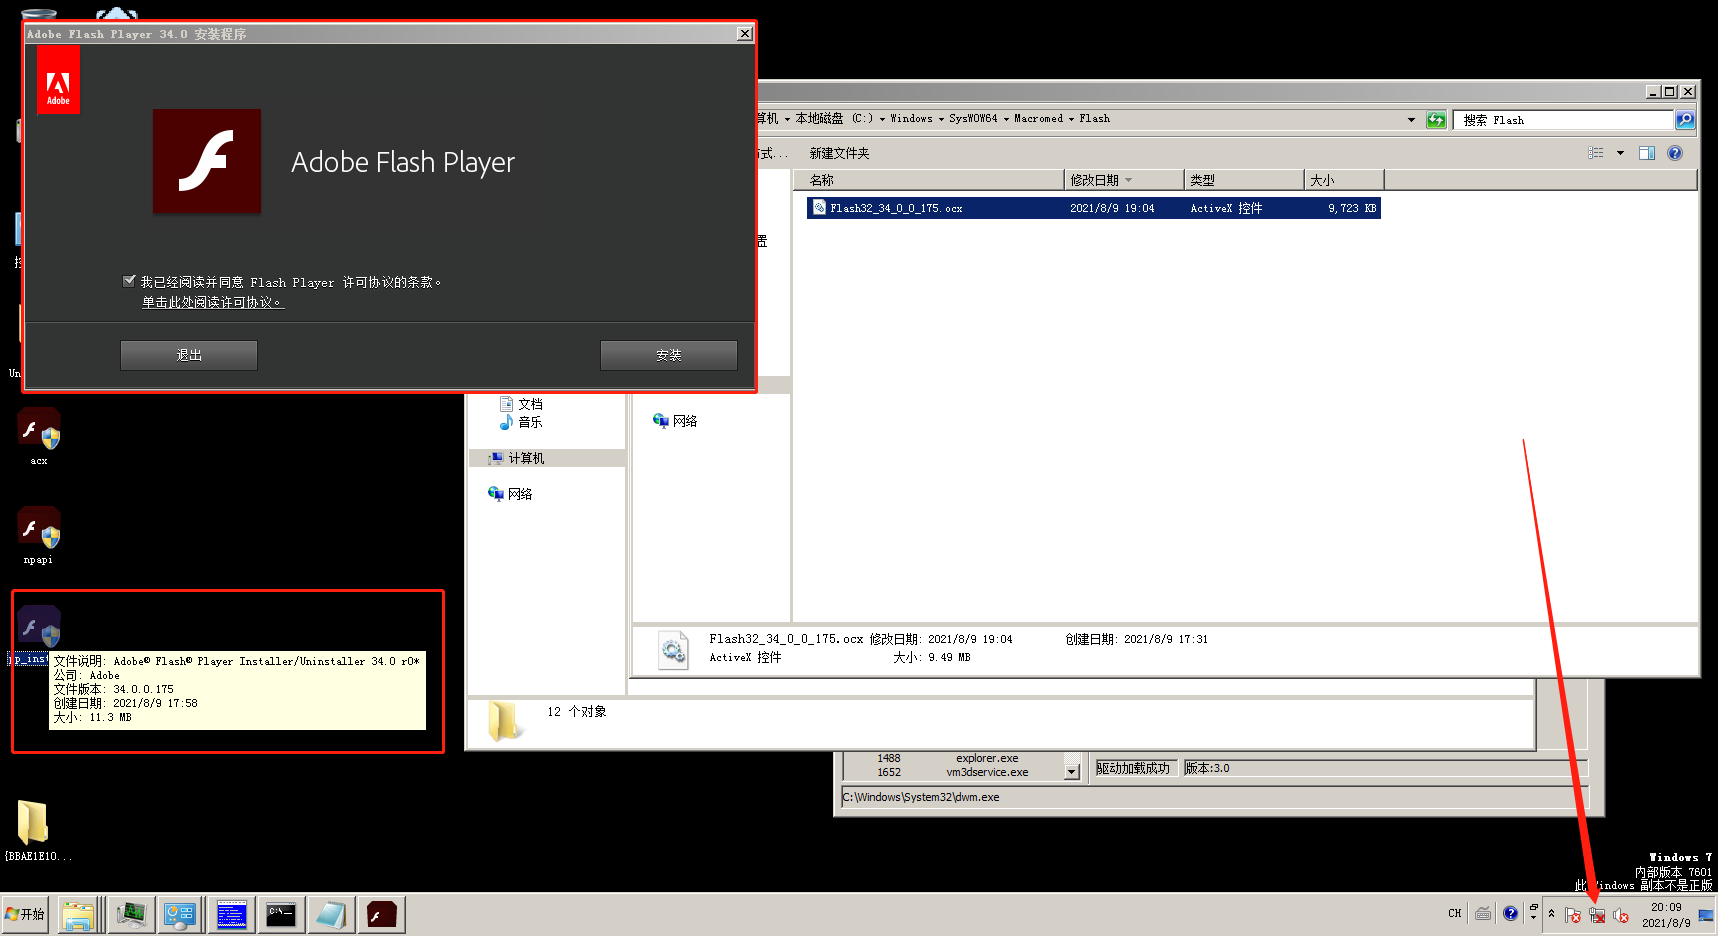 Adobe Flash Player 34.0 安装程序
Adobe
Adobe Flash Player
我已经阅读并同意 Flash Player 许可协议的条款。
单击此处阅读许可协议。
退出
安装
算机 本地磁盘 (C:) Windows SysWOW64 Macromed Flash
搜索 Flash
式... 新建文件夹
名称 修改日期 类型 大小
Flash32_34_0_0_175.ocx 2021/8/9 19:04 ActiveX 控件 9,723 KB
置
文档
音乐
计算机
网络
网络
Flash32_34_0_0_175.ocx 修改日期: 2021/8/9 19:04 创建日期: 2021/8/9 17:31
ActiveX 控件 大小: 9.49 MB
12 个对象
1488 explorer.exe
1652 vm3dservice.exe
驱动加载成功 版本:3.0
C:\Windows\System32\dwm.exe
控
Un
acx
npapi
pp_inst
文件说明: Adobe® Flash® Player Installer/Uninstaller 34.0 r0*
公司: Adobe
文件版本: 34.0.0.175
创建日期: 2021/8/9 17:58
大小: 11.3 MB
{BBAE1E10...
Windows 7
内部版本 7601
此 Windows 副本不是正版
开始
C:\_
CH
20:09
2021/8/9